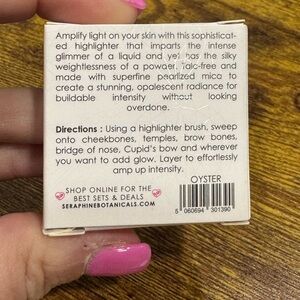 Amplify light on your skin with this sophisticat-
ed highlighter that imparts the intense
glimmer of a liquid and yet has the silky
weightlessness of a powder. Talc-free and
made with superfine pearlized mica to
create a stunning, opalescent radiance for
buildable intensity without looking
overdone.
Directions : Using a highlighter brush, sweep
onto cheekbones, temples, brow bones,
bridge of nose, Cupid's bow and wherever
you want to add glow. Layer to effortlessly
amp up intensity.
SHOP ONLINE FOR THE
BEST SETS & DEALS
SERAPHINEBOTANICALS.COM
OYSTER
5 060694 301390